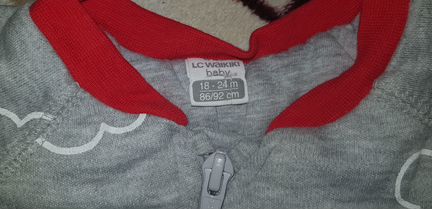 LC WAIKIKI
baby
18 - 24 m
86/92 cm